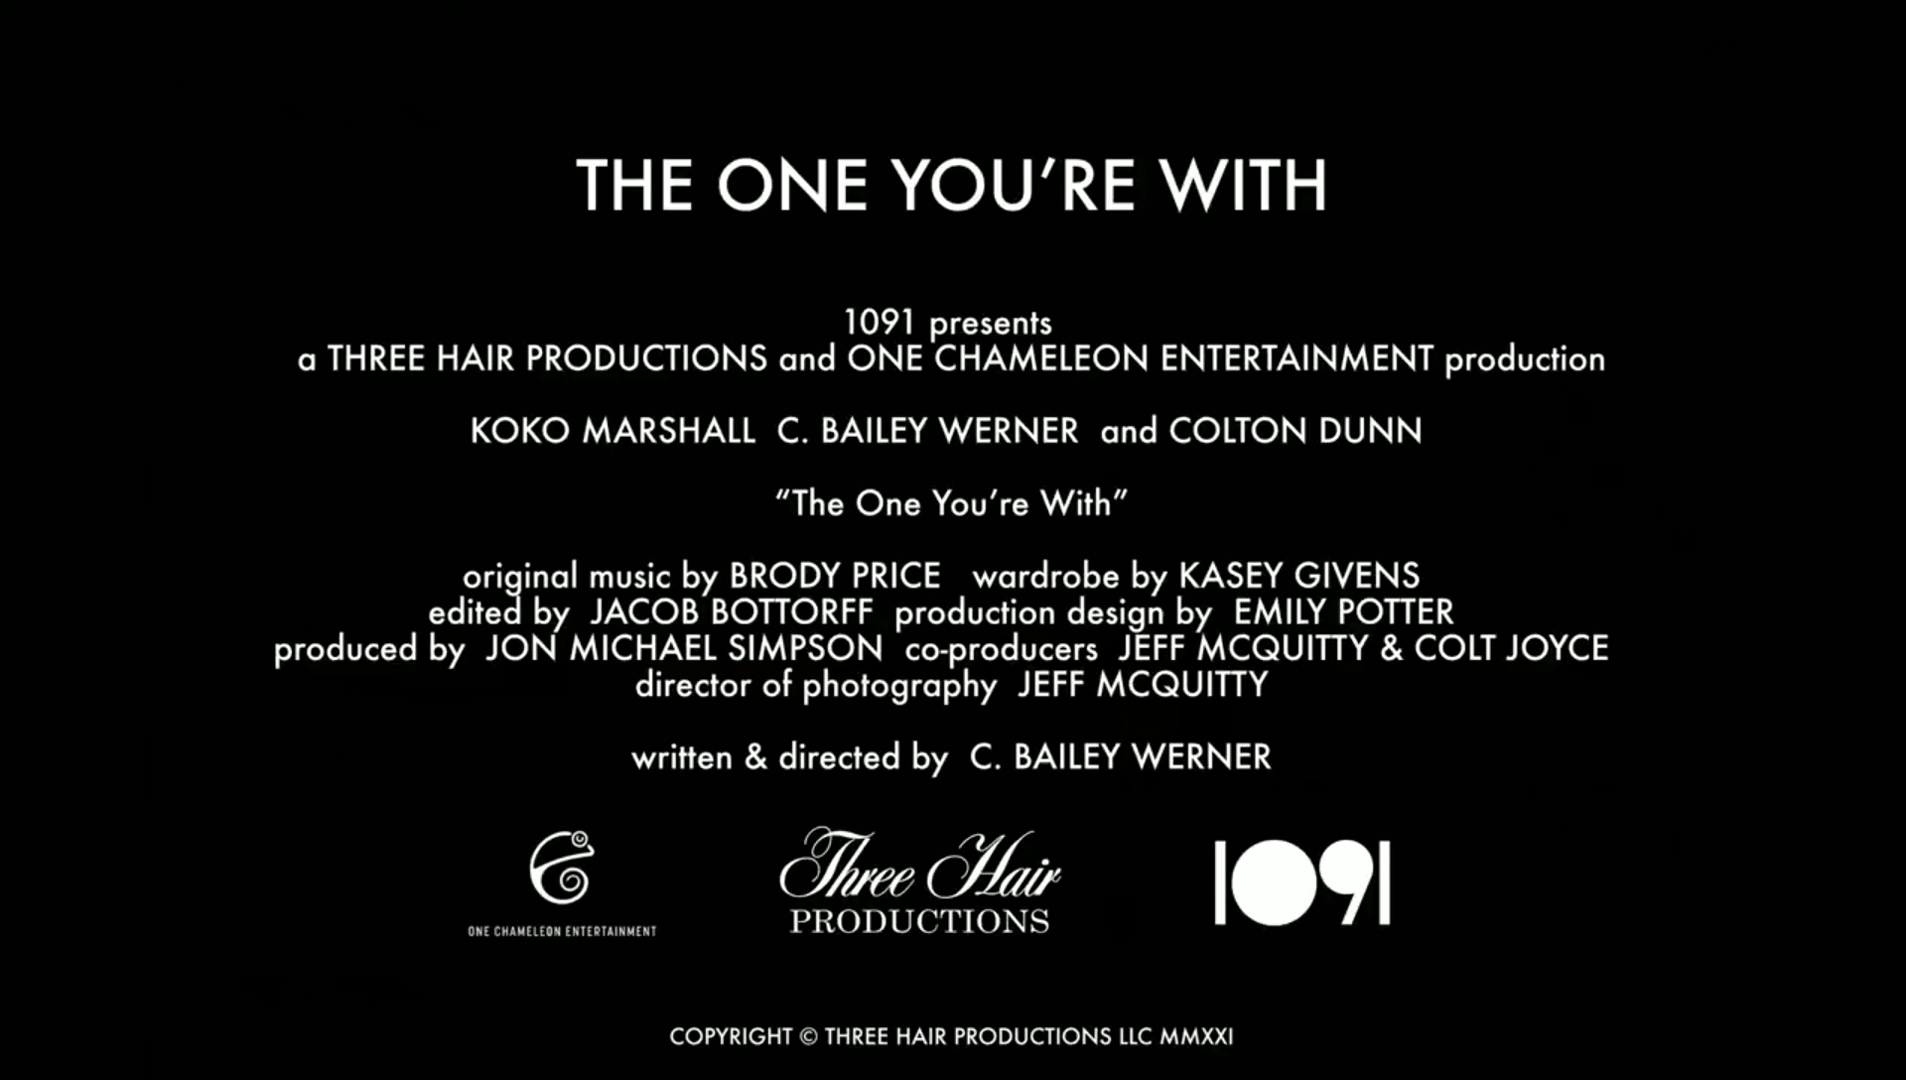 THE ONE YOU’RE WITH
1091 presents
a THREE HAIR PRODUCTIONS and ONE CHAMELEON ENTERTAINMENT production
KOKO MARSHALL C. BAILEY WERNER and COLTON DUNN
“The One You’re With”
original music by BRODY PRICE wardrobe by KASEY GIVENS
edited by JACOB BOTTORFF production design by EMILY POTTER
produced by JON MICHAEL SIMPSON co-producers JEFF MCQUITTY & COLT JOYCE
director of photography JEFF MCQUITTY
written & directed by C. BAILEY WERNER
ONE CHAMELEON ENTERTAINMENT
Three Hair
PRODUCTIONS
1091
COPYRIGHT © THREE HAIR PRODUCTIONS LLC MMXXI